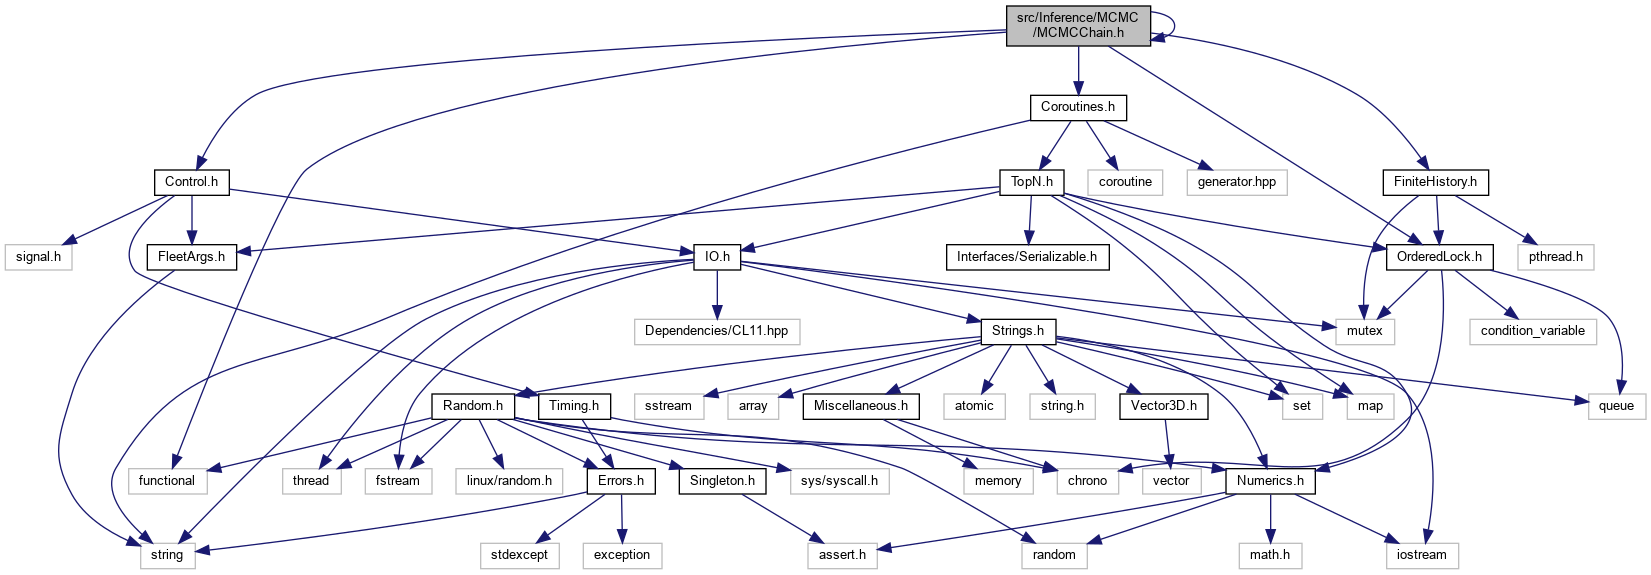 src/Inference/MCMC
/MCMCChain.h
Coroutines.h
Control.h
TopN.h
coroutine
generator.hpp
FiniteHistory.h
signal.h
FleetArgs.h
IO.h
Interfaces/Serializable.h
OrderedLock.h
pthread.h
Dependencies/CL11.hpp
Strings.h
mutex
condition_variable
Random.h
Timing.h
sstream
array
Miscellaneous.h
atomic
string.h
Vector3D.h
set
map
queue
functional
thread
fstream
linux/random.h
Errors.h
Singleton.h
sys/syscall.h
memory
chrono
vector
Numerics.h
string
stdexcept
exception
assert.h
random
math.h
iostream